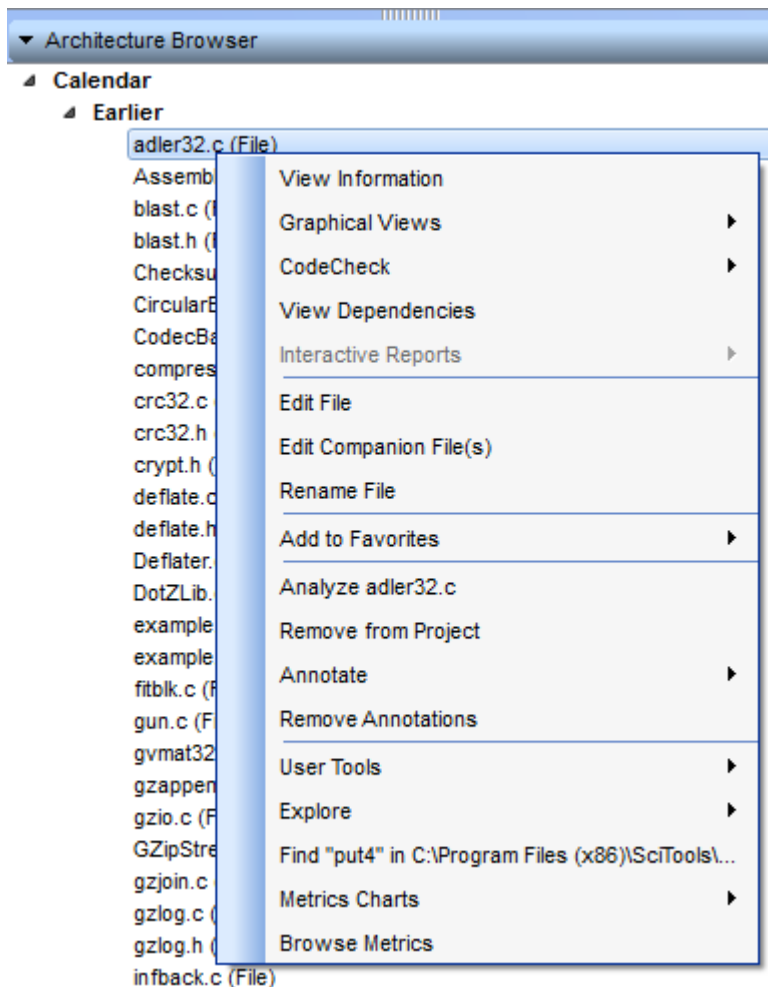 Architecture Browser
Calendar
Earlier
adler32.c (File)
Assembl
blast.c (F
blast.h (F
Checksu
CircularB
CodecBa
compres
crc32.c
crc32.h
crypt.h (
deflate.c
deflate.h
Deflater.
DotZLib.
example
example
fitblk.c (F
gun.c (Fi
gvmat32
gzappen
gzio.c (F
GZipStre
gzjoin.c
gzlog.c (
gzlog.h (
infback.c (File)
View Information
Graphical Views
CodeCheck
View Dependencies
Interactive Reports
Edit File
Edit Companion File(s)
Rename File
Add to Favorites
Analyze adler32.c
Remove from Project
Annotate
Remove Annotations
User Tools
Explore
Find "put4" in C:\Program Files (x86)\SciTools\...
Metrics Charts
Browse Metrics